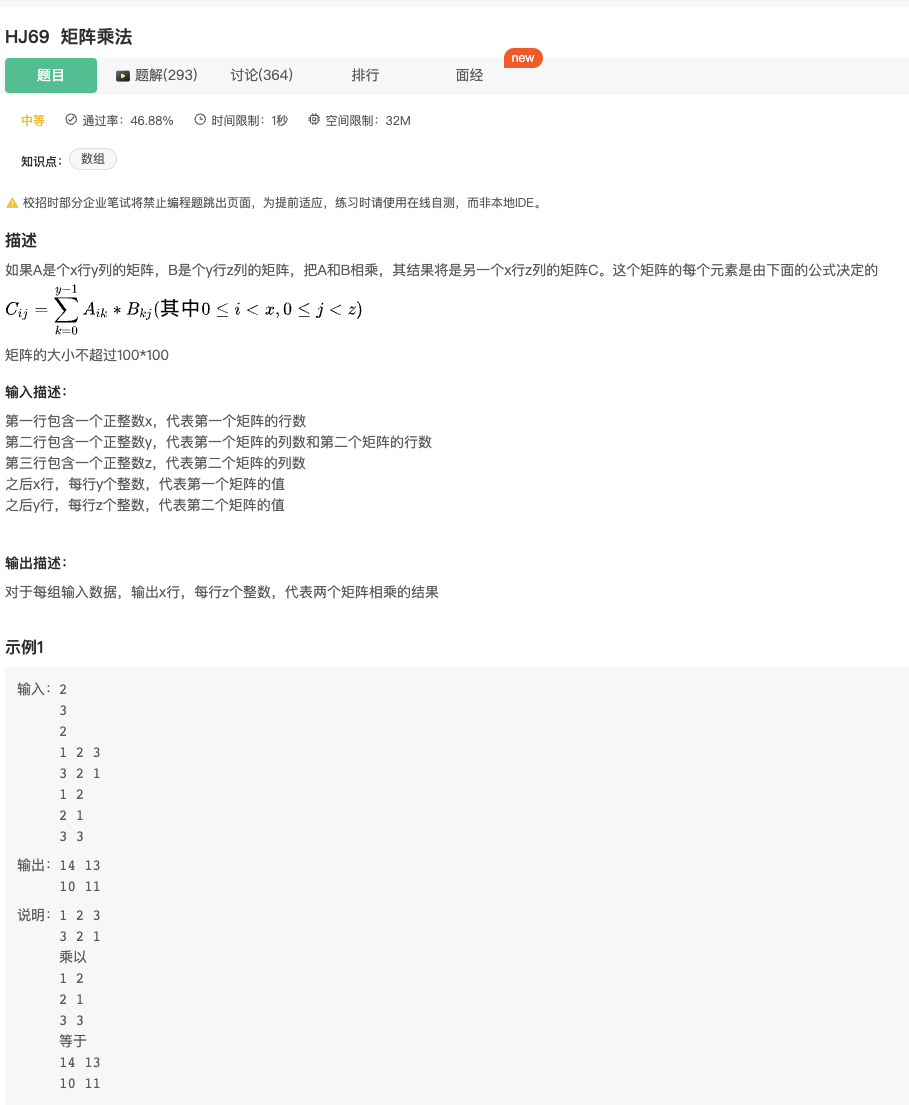 HJ69 矩阵乘法
题目 题解(293) 讨论(364) 排行 面经 new
中等 通过率：46.88% 时间限制：1秒 空间限制：32M
知识点： 数组
校招时部分企业笔试将禁止编程题跳出页面，为提前适应，练习时请使用在线自测，而非本地IDE。
描述
如果A是个x行y列的矩阵，B是个y行z列的矩阵，把A和B相乘，其结果将是另一个x行z列的矩阵C。这个矩阵的每个元素是由下面的公式决定的
C_{ij} = \sum_{k=0}^{y-1} A_{ik} * B_{kj}(其中0 ≤ i < x, 0 ≤ j < z)
矩阵的大小不超过100*100
输入描述：
第一行包含一个正整数x，代表第一个矩阵的行数
第二行包含一个正整数y，代表第一个矩阵的列数和第二个矩阵的行数
第三行包含一个正整数z，代表第二个矩阵的列数
之后x行，每行y个整数，代表第一个矩阵的值
之后y行，每行z个整数，代表第二个矩阵的值
输出描述：
对于每组输入数据，输出x行，每行z个整数，代表两个矩阵相乘的结果
示例1
输入：2
3
2
1 2 3
3 2 1
1 2
2 1
3 3
输出：14 13
10 11
说明：1 2 3
3 2 1
乘以
1 2
2 1
3 3
等于
14 13
10 11